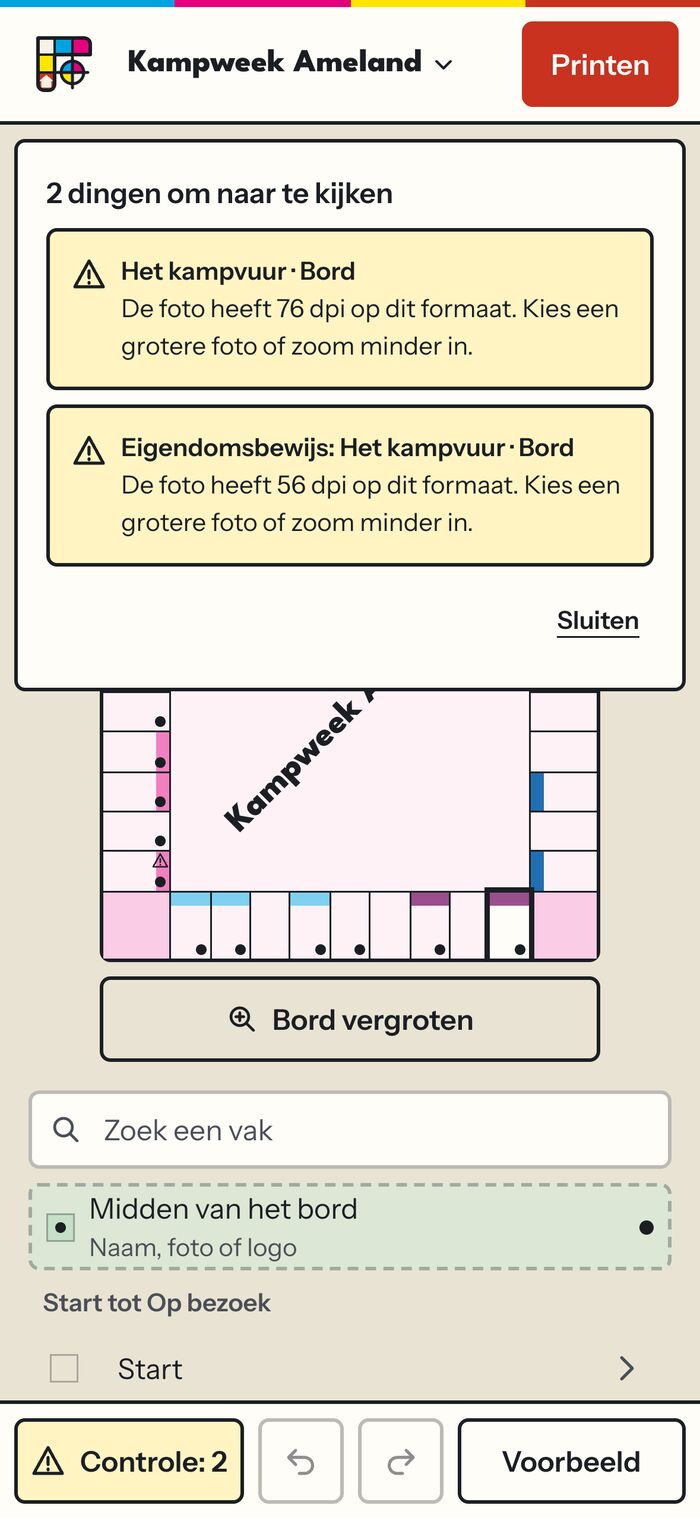 Kampweek Ameland
Printen
2 dingen om naar te kijken
Het kampvuur · Bord
De foto heeft 76 dpi op dit formaat. Kies een
grotere foto of zoom minder in.
Eigendomsbewijs: Het kampvuur · Bord
De foto heeft 56 dpi op dit formaat. Kies een
grotere foto of zoom minder in.
Sluiten
Kampweek
Bord vergroten
Zoek een vak
Midden van het bord
Naam, foto of logo
Start tot Op bezoek
Start
Controle: 2
Voorbeeld